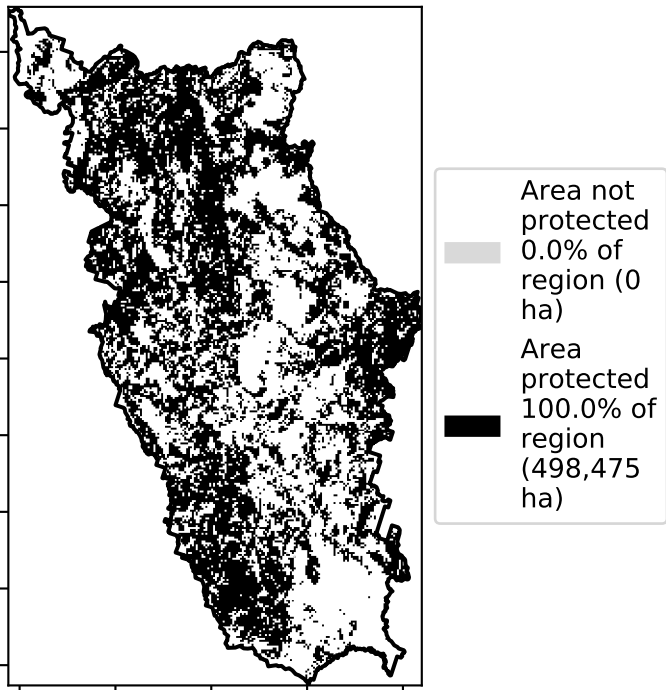 Area not
protected
0.0% of
region (0
ha)
Area
protected
100.0% of
region
(498,475
ha)